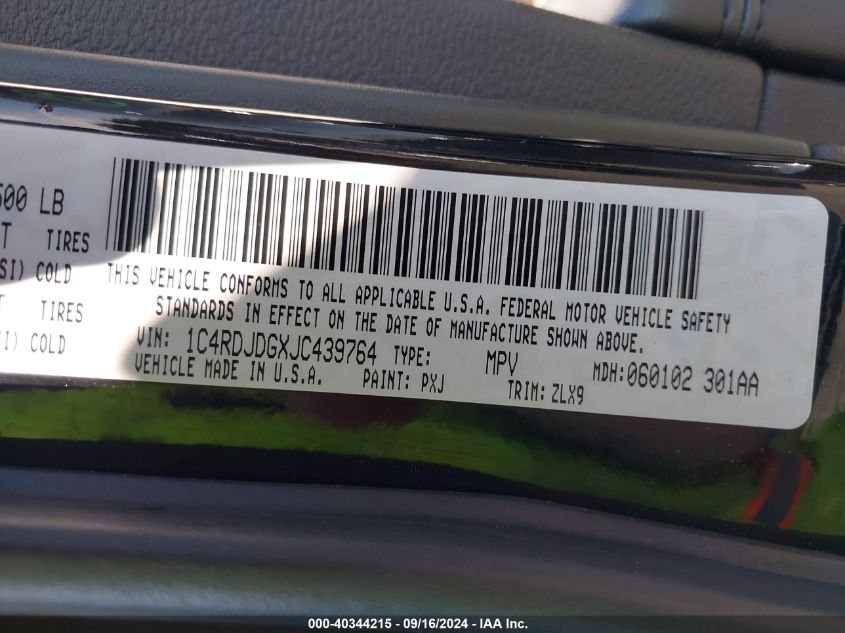 500 LB
TIRES
SI) COLD
TIRES
COLD
THIS VEHICLE CONFORMS TO ALL APPLICABLE U.S.A. FEDERAL MOTOR VEHICLE SAFETY
STANDARDS IN EFFECT ON THE DATE OF MANUFACTURE SHOWN ABOVE.
VIN: 1C4RDJDGXJC439764 TYPE: MPV MDH:060102 301AA
VEHICLE MADE IN U.S.A. PAINT: PXJ TRIM: ZLX9
000-40344215 - 09/16/2024 - IAA Inc.